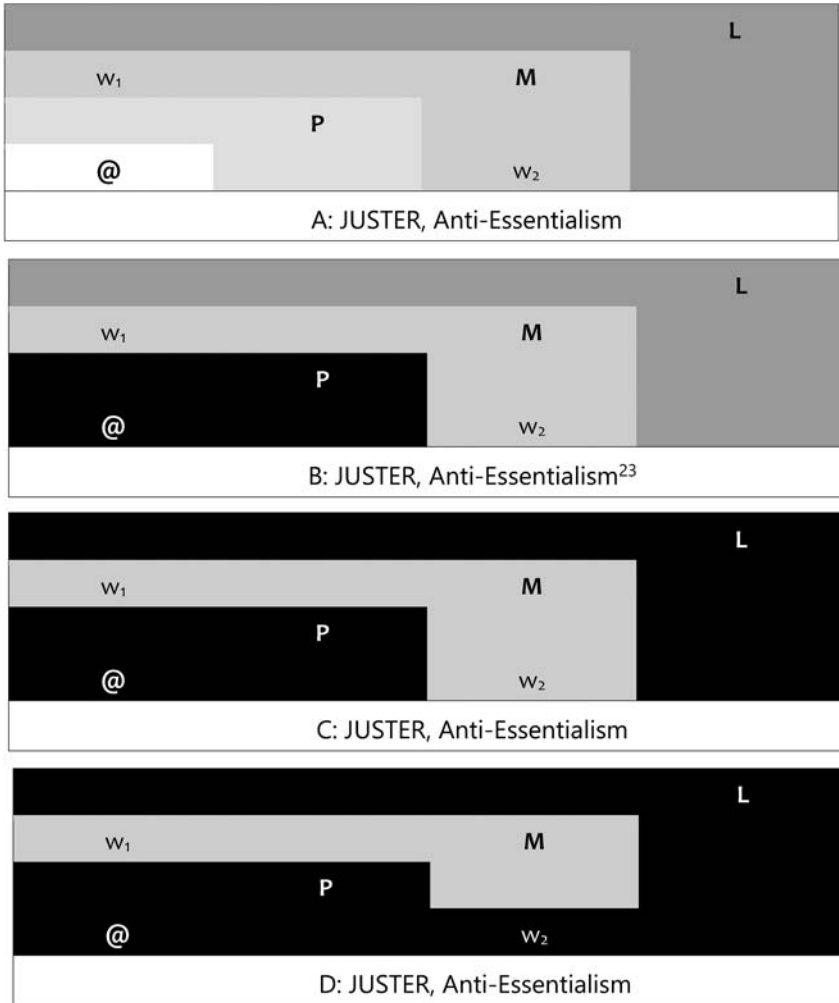 L
w₁ M
P
@ w₂
A: JUSTER, Anti-Essentialism
L
w₁ M
P
@ w₂
B: JUSTER, Anti-Essentialism²³
L
w₁ M
P
@ w₂
C: JUSTER, Anti-Essentialism
L
w₁ M
P
@ w₂
D: JUSTER, Anti-Essentialism